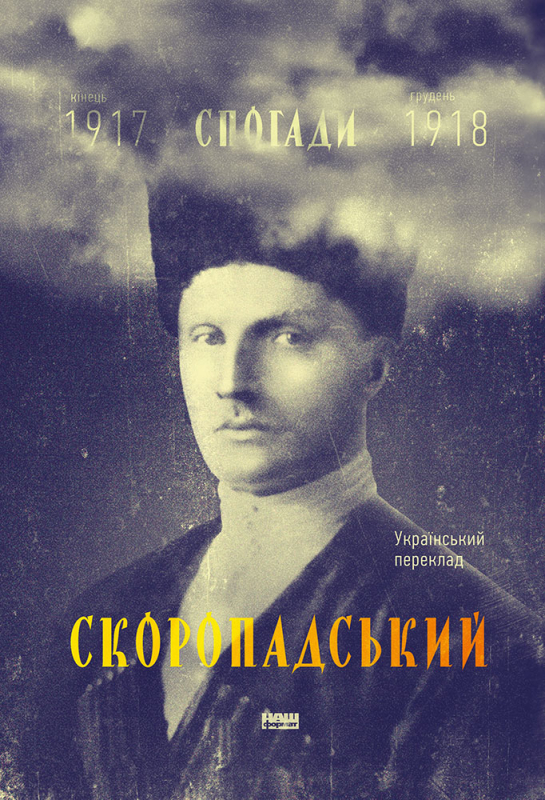 кінець
1917
СПОГАДИ
грудень
1918
Український
переклад
СКОРОПАДСЬКИЙ
НАШ
формат